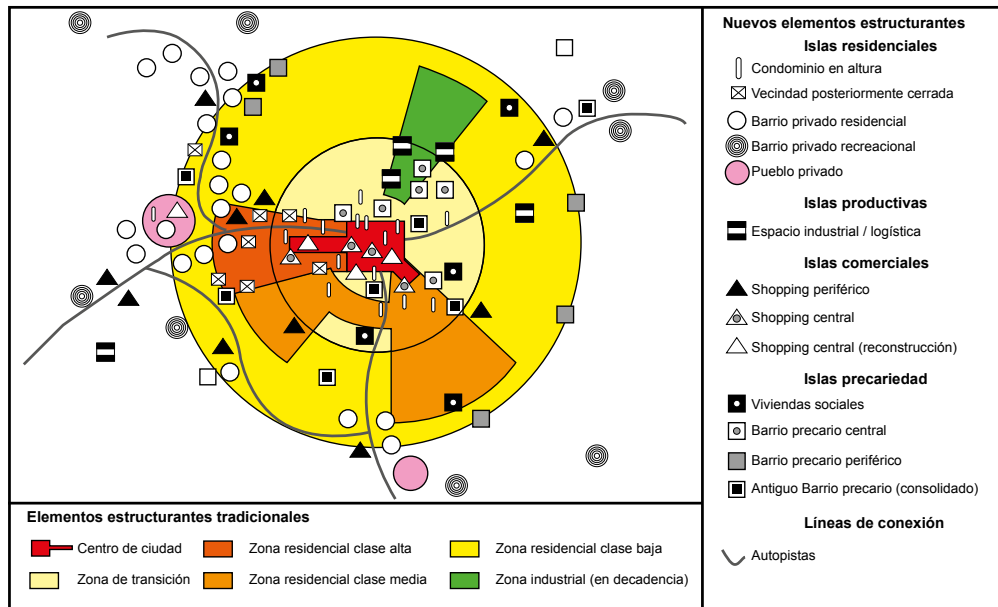 Nuevos elementos estructurantes
Islas residenciales
Condominio en altura
Vecindad posteriormente cerrada
Barrio privado residencial
Barrio privado recreacional
Pueblo privado
Islas productivas
Espacio industrial / logística
Islas comerciales
Shopping periférico
Shopping central
Shopping central (reconstrucción)
Islas precariedad
Viviendas sociales
Barrio precario central
Barrio precario periférico
Antiguo Barrio precario (consolidado)
Líneas de conexión
Autopistas
Elementos estructurantes tradicionales
Centro de ciudad
Zona residencial clase alta
Zona residencial clase baja
Zona de transición
Zona residencial clase media
Zona industrial (en decadencia)